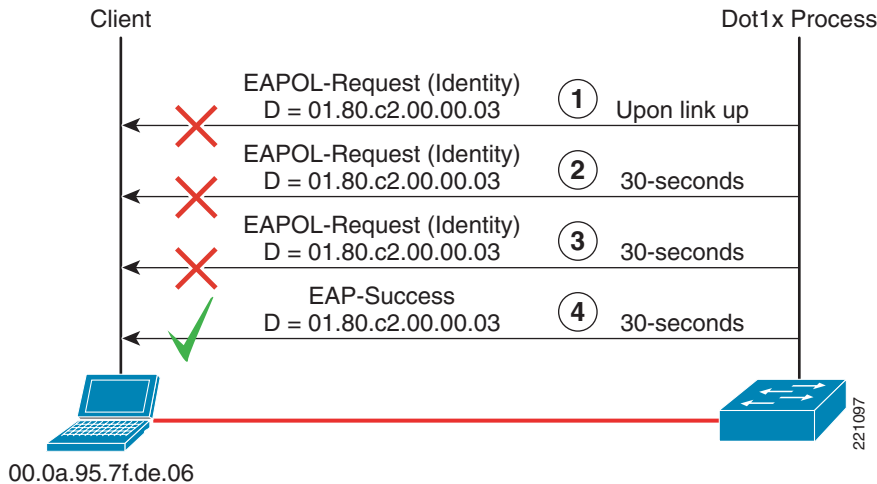 Client
Dot1x Process
EAPOL-Request (Identity)
D = 01.80.c2.00.00.03
1
Upon link up
EAPOL-Request (Identity)
D = 01.80.c2.00.00.03
2
30-seconds
EAPOL-Request (Identity)
D = 01.80.c2.00.00.03
3
30-seconds
EAP-Success
D = 01.80.c2.00.00.03
4
30-seconds
221097
00.0a.95.7f.de.06